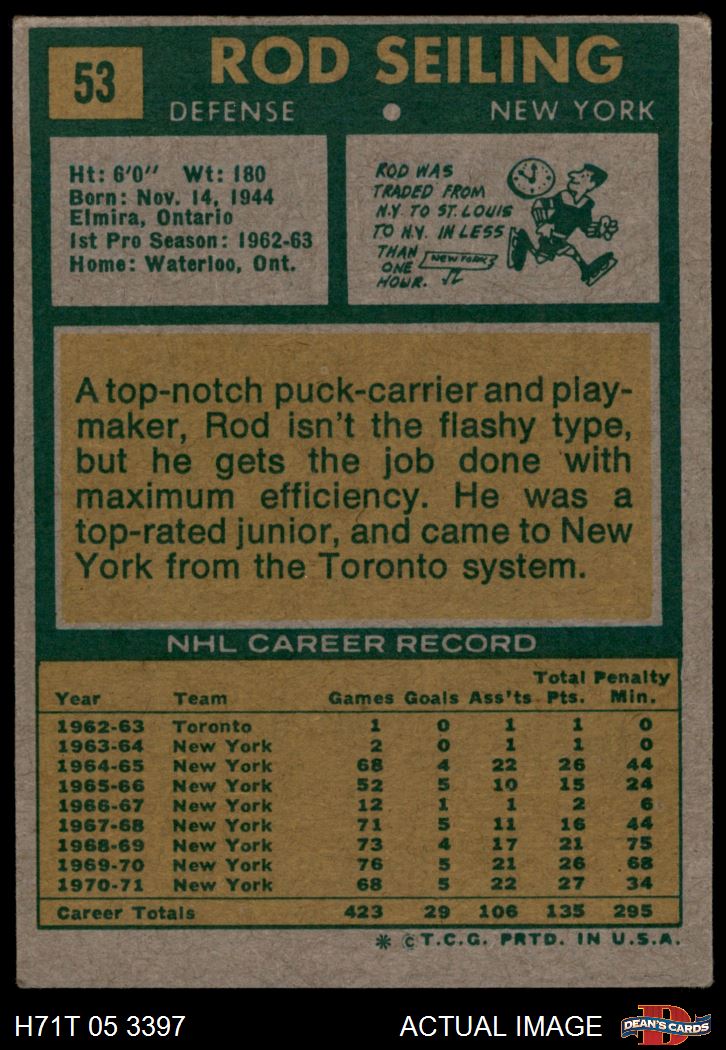 53
ROD SEILING
DEFENSE • NEW YORK
Ht: 6'0" Wt: 180
Born: Nov. 14, 1944
Elmira, Ontario
1st Pro Season: 1962-63
Home: Waterloo, Ont.
ROD WAS
TRADED FROM
N.Y. TO ST. LOUIS
TO N.Y. IN LESS
THAN
ONE
HOUR.
NEW YORK
A top-notch puck-carrier and play-
maker, Rod isn't the flashy type,
but he gets the job done with
maximum efficiency. He was a
top-rated junior, and came to New
York from the Toronto system.
NHL CAREER RECORD
Year Team Games Goals Ass'ts Total Pts. Penalty Min.
1962-63 Toronto 1 0 1 1 0
1963-64 New York 2 0 1 1 0
1964-65 New York 68 4 22 26 44
1965-66 New York 52 5 10 15 24
1966-67 New York 12 1 1 2 6
1967-68 New York 71 5 11 16 44
1968-69 New York 73 4 17 21 75
1969-70 New York 76 5 21 26 68
1970-71 New York 68 5 22 27 34
Career Totals 423 29 106 135 295
* © T.C.G. PRTD. IN U.S.A.
H71T 05 3397 ACTUAL IMAGE
DEAN'S CARDS